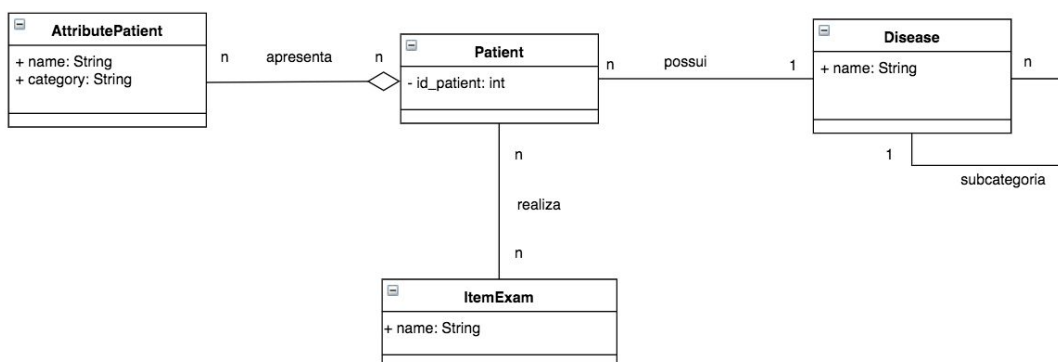 AttributePatient
+ name: String
+ category: String
n
apresenta
n
Patient
- id_patient: int
n
possui
1
Disease
+ name: String
n
1
subcategoria
n
realiza
n
ItemExam
+ name: String